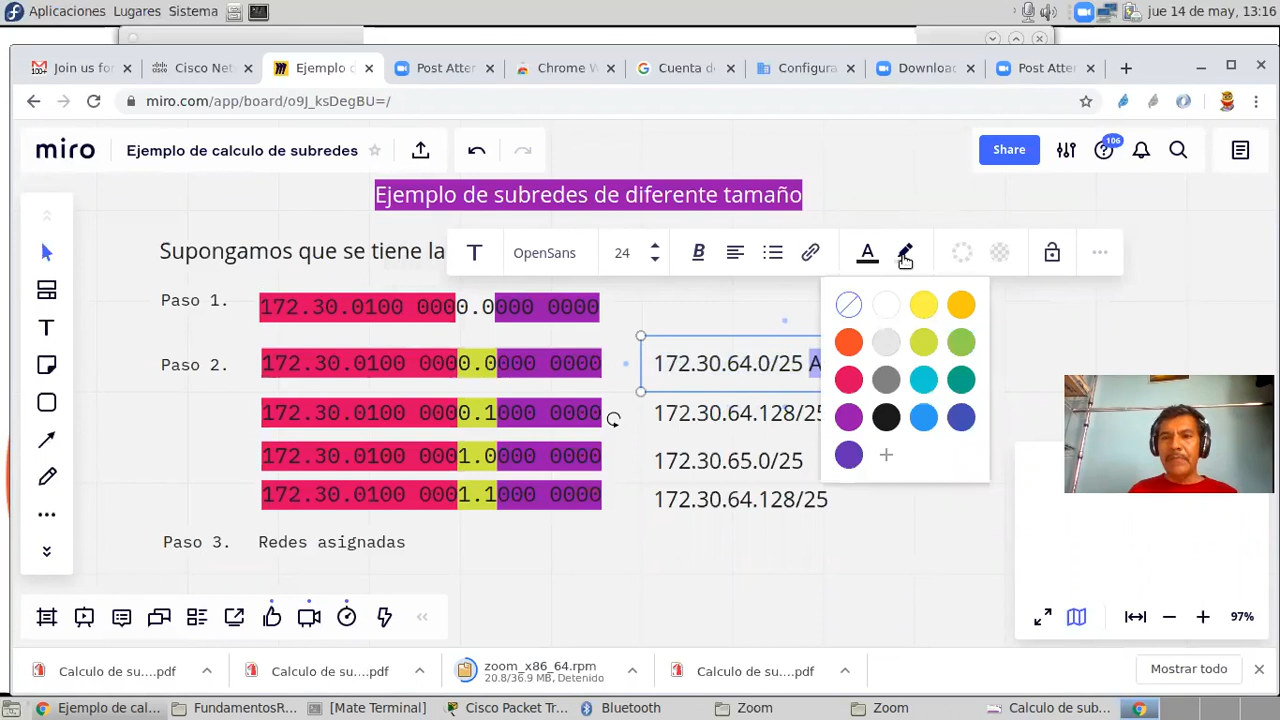 Aplicaciones Lugares Sistema
jue 14 de may, 13:16
Join us for
Cisco Net
Ejemplo d
Post Atter
Chrome W
Cuenta de
Configura
Downloa
Post Atter
miro.com/app/board/o9J_ksDegBU=/
miro
Ejemplo de calculo de subredes
Share
106
Ejemplo de subredes de diferente tamaño
Supongamos que se tiene la
OpenSans
24
B
A
Paso 1.
172.30.0100 0000.0000 0000
Paso 2.
172.30.0100 0000.0000 0000
172.30.64.0/25 A
172.30.0100 0000.1000 0000
172.30.64.128/25
172.30.0100 0001.0000 0000
172.30.65.0/25
172.30.0100 0001.1000 0000
172.30.64.128/25
Paso 3. Redes asignadas
97%
Calculo de su....pdf
Calculo de su....pdf
zoom_x86_64.rpm
20.8/36.9 MB, Detenido
Calculo de su....pdf
Mostrar todo
Ejemplo de cal...
FundamentosR...
[Mate Terminal]
Cisco Packet Tr...
Bluetooth
Zoom
Zoom
Calculo de sub...